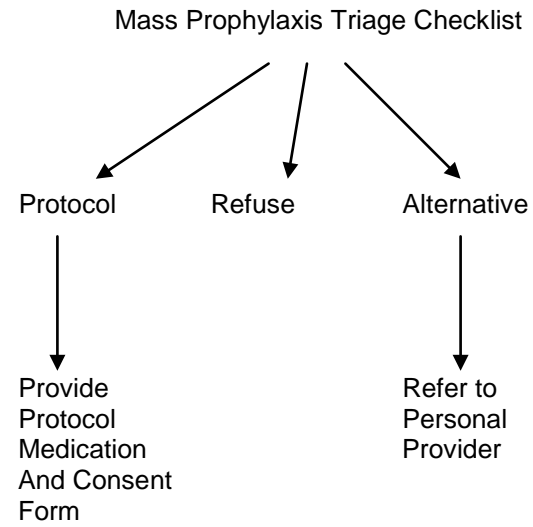 Mass Prophylaxis Triage Checklist
Protocol
Refuse
Alternative
Provide
Protocol
Medication
And Consent
Form
Refer to
Personal
Provider